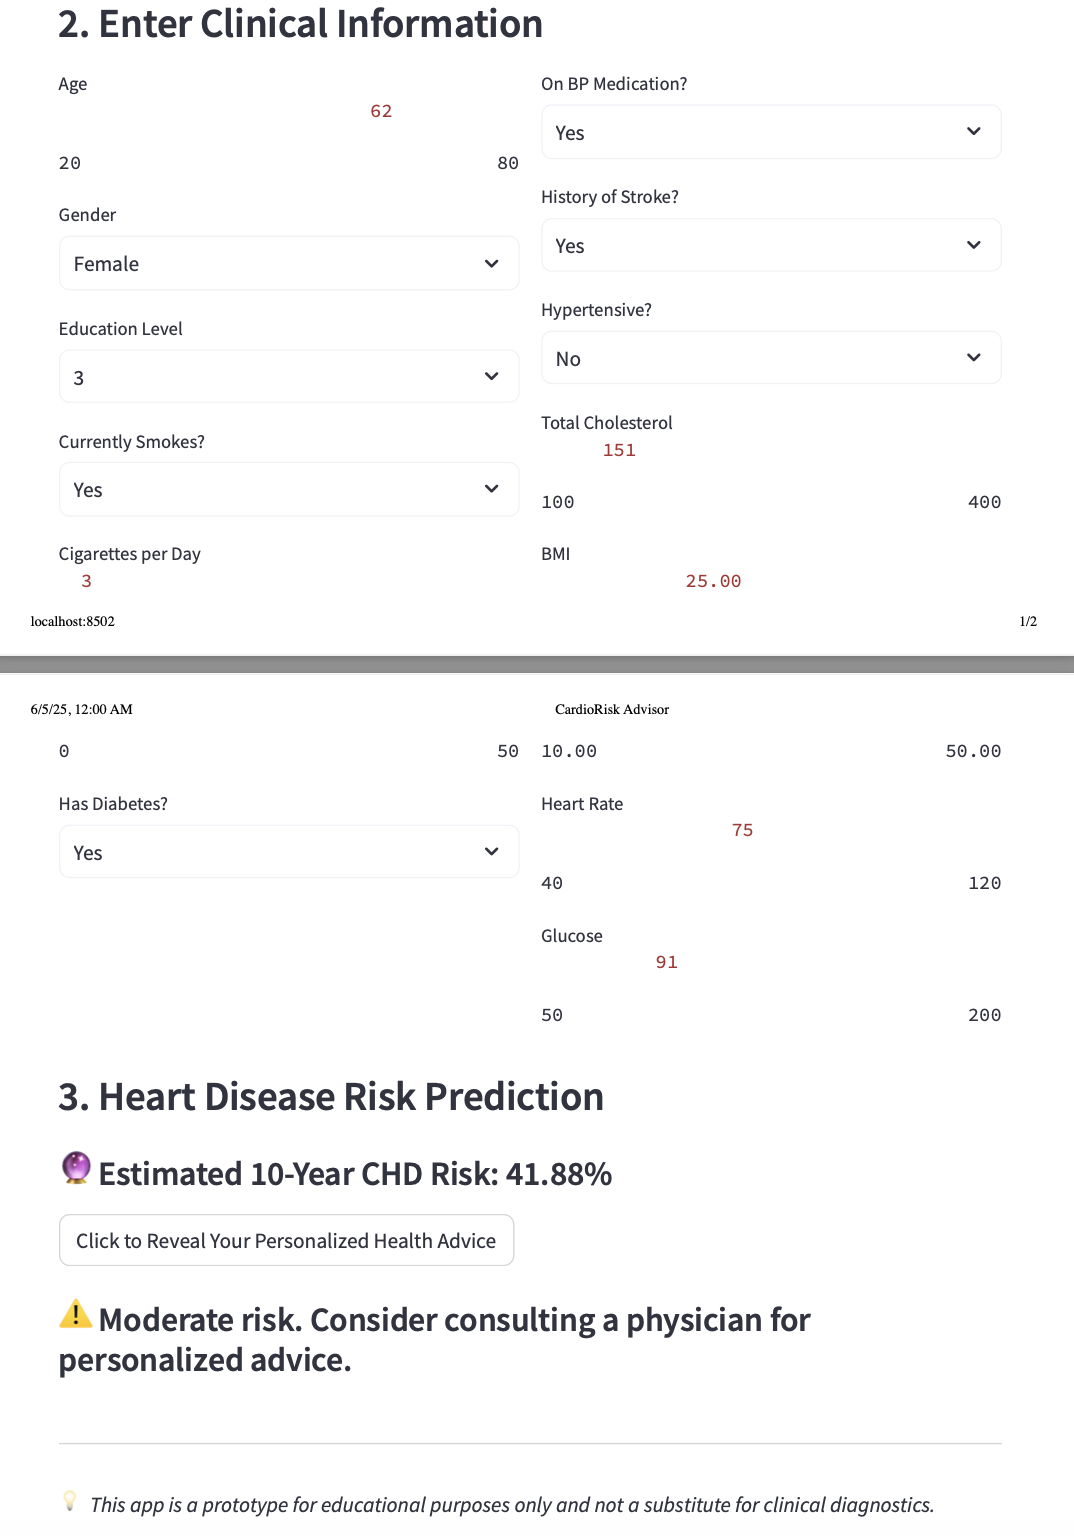 2. Enter Clinical Information
Age
62
20 80
Gender
Female
Education Level
3
Currently Smokes?
Yes
Cigarettes per Day
3
On BP Medication?
Yes
History of Stroke?
Yes
Hypertensive?
No
Total Cholesterol
151
100 400
BMI
25.00
localhost:8502 1/2
6/5/25, 12:00 AM CardioRisk Advisor
0 50
Has Diabetes?
Yes
10.00 50.00
Heart Rate
75
40 120
Glucose
91
50 200
3. Heart Disease Risk Prediction
Estimated 10-Year CHD Risk: 41.88%
Click to Reveal Your Personalized Health Advice
Moderate risk. Consider consulting a physician for
personalized advice.
This app is a prototype for educational purposes only and not a substitute for clinical diagnostics.